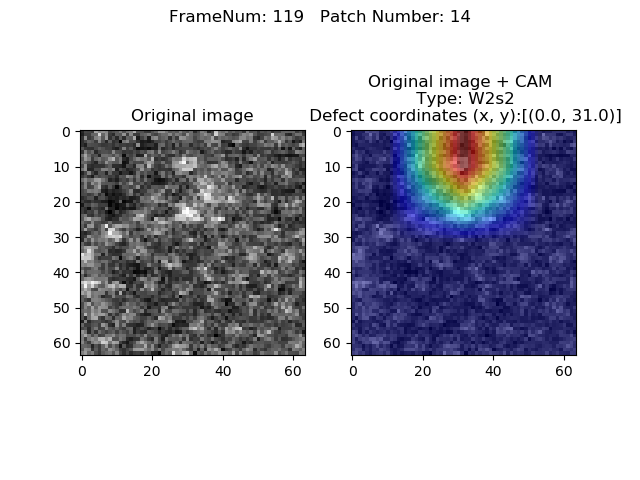 FrameNum: 119   Patch Number: 14
Original image
Original image + CAM
Type: W2s2
Defect coordinates (x, y):[(0.0, 31.0)]
0
10
20
30
40
50
60
0 20 40 60
0
10
20
30
40
50
60
0 20 40 60